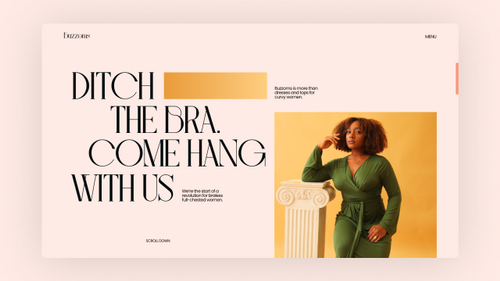 buzzoms
MENU
DITCH
THE BRA.
COME HANG
WITH US
Buzzoms is more than
dresses and tops for
curvy women.
We're the start of a
revolution for braless
full-chested women.
SCROLL DOWN